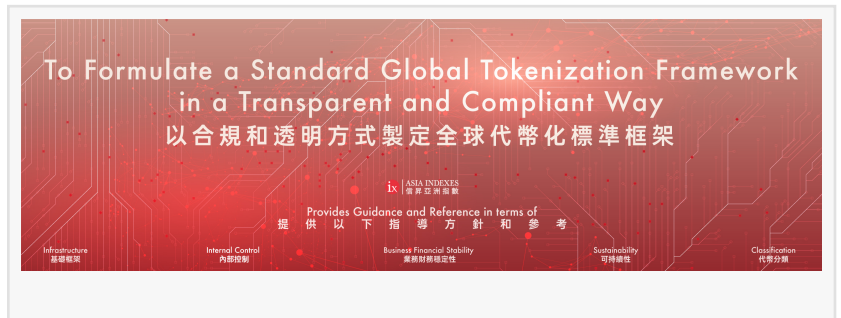 To Formulate a Standard Global Tokenization Framework
in a Transparent and Compliant Way
以合規和透明方式製定全球代幣化標準框架
ix ASIA INDEXES
信昇亞洲指數
Provides Guidance and Reference in terms of
提供以下指導方針和參考
Infrastructure
基礎框架
Internal Control
內部控制
Business Financial Stability
業務財務穩定性
Sustainability
可持續性
Classification
代幣分類